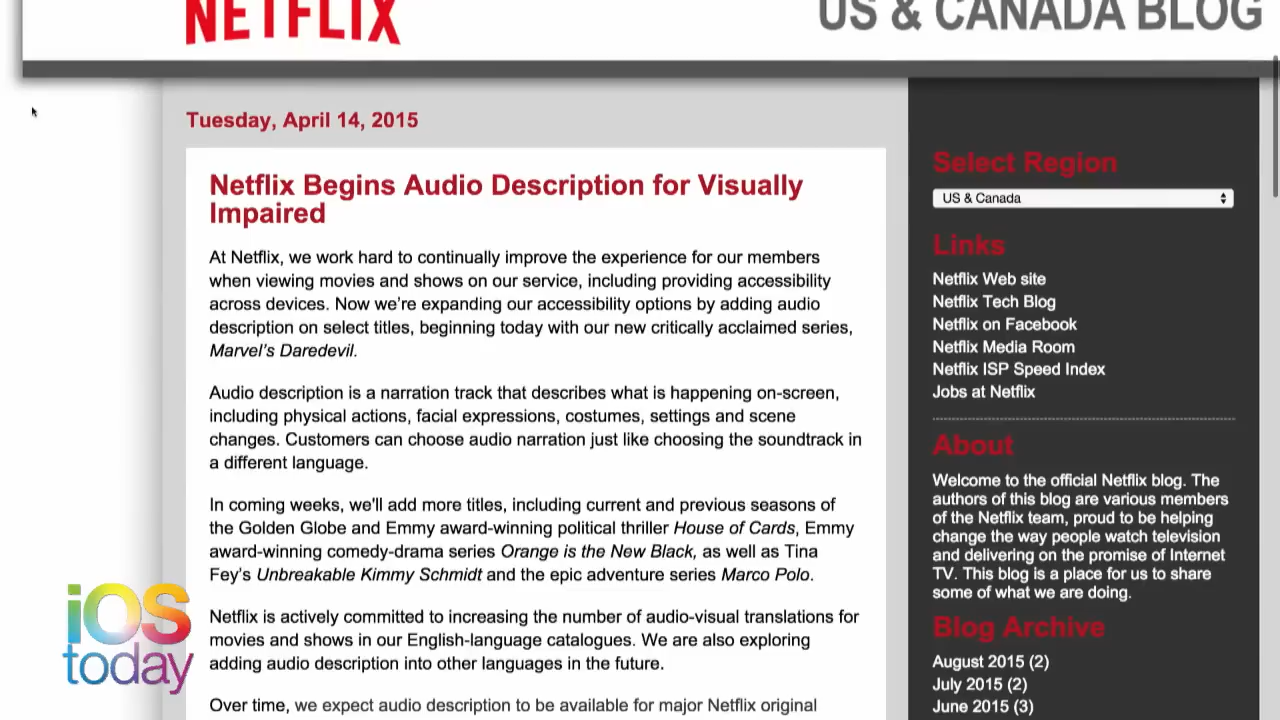 NETFLIX
US & CANADA BLOG
Tuesday, April 14, 2015
Netflix Begins Audio Description for Visually
Impaired
At Netflix, we work hard to continually improve the experience for our members
when viewing movies and shows on our service, including providing accessibility
across devices. Now we're expanding our accessibility options by adding audio
description on select titles, beginning today with our new critically acclaimed series,
Marvel's Daredevil.
Audio description is a narration track that describes what is happening on-screen,
including physical actions, facial expressions, costumes, settings and scene
changes. Customers can choose audio narration just like choosing the soundtrack in
a different language.
In coming weeks, we'll add more titles, including current and previous seasons of
the Golden Globe and Emmy award-winning political thriller House of Cards, Emmy
award-winning comedy-drama series Orange is the New Black, as well as Tina
Fey's Unbreakable Kimmy Schmidt and the epic adventure series Marco Polo.
Netflix is actively committed to increasing the number of audio-visual translations for
movies and shows in our English-language catalogues. We are also exploring
adding audio description into other languages in the future.
Over time, we expect audio description to be available for major Netflix original
Select Region
US & Canada
Links
Netflix Web site
Netflix Tech Blog
Netflix on Facebook
Netflix Media Room
Netflix ISP Speed Index
Jobs at Netflix
About
Welcome to the official Netflix blog. The
authors of this blog are various members
of the Netflix team, proud to be helping
change the way people watch television
and delivering on the promise of Internet
TV. This blog is a place for us to share
some of what we are doing.
Blog Archive
August 2015 (2)
July 2015 (2)
June 2015 (3)
iOS
today